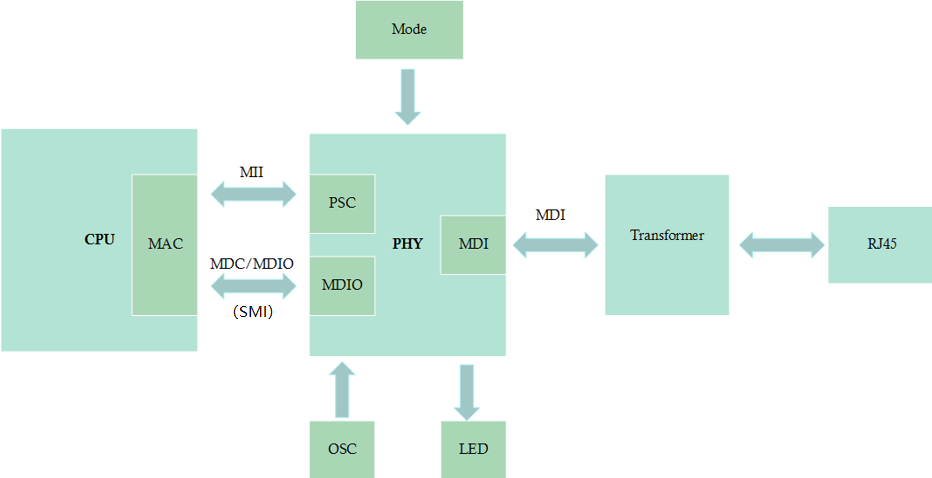 Mode
MII
PSC
CPU
MAC
PHY
MDI
MDI
Transformer
RJ45
MDC/MDIO
MDIO
（SMI）
OSC
LED